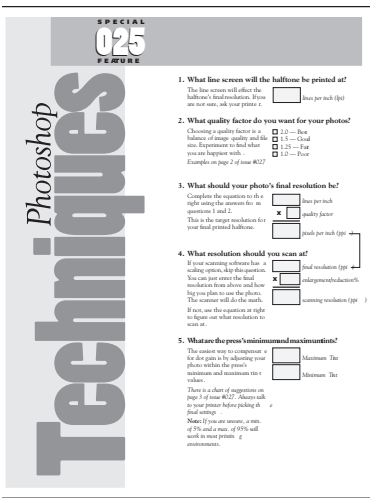 SPECIAL
025
FEATURE
Photoshop
Techniques
1. What line screen will the halftone be printed at?
The line screen will effect the
halftone's final resolution. If you
are not sure, ask your printe r.
lines per inch (lpi)
2. What quality factor do you want for your photos?
Choosing a quality factor is a
balance of image quality and file
size. Experiment to find what
you are happiest with .
Examples on page 2 of issue #027
2.0 — Best
1.5 — Good
1.25 — Fair
1.0 — Poor
3. What should your photo's final resolution be?
Complete the equation to th e
right using the answers fro m
questions 1 and 2.
This is the target resolution for
your final printed halftone.
lines per inch
x
quality factor
pixels per inch (ppi )
4. What resolution should you scan at?
If your scanning software has a
scaling option, skip this question.
You can just enter the final
resolution from above and how
big you plan to use the photo.
The scanner will do the math.
If not, use the equation at right
to figure out what resolution to
scan at.
final resolution (ppi )
x
enlargement/reduction%
scanning resolution (ppi )
5. What are the press's minimum and maximum tints?
The easiest way to compensat e
for dot gain is by adjusting your
photo within the press's
minimum and maximum tin t
values .
There is a chart of suggestions on
page 3 of issue #027. Always talk
to your printer before picking th e
final settings .
Note: If you are unsure, a min.
of 5% and a max. of 95% will
work in most printin g
environments.
Maximum Tint
Minimum Tint